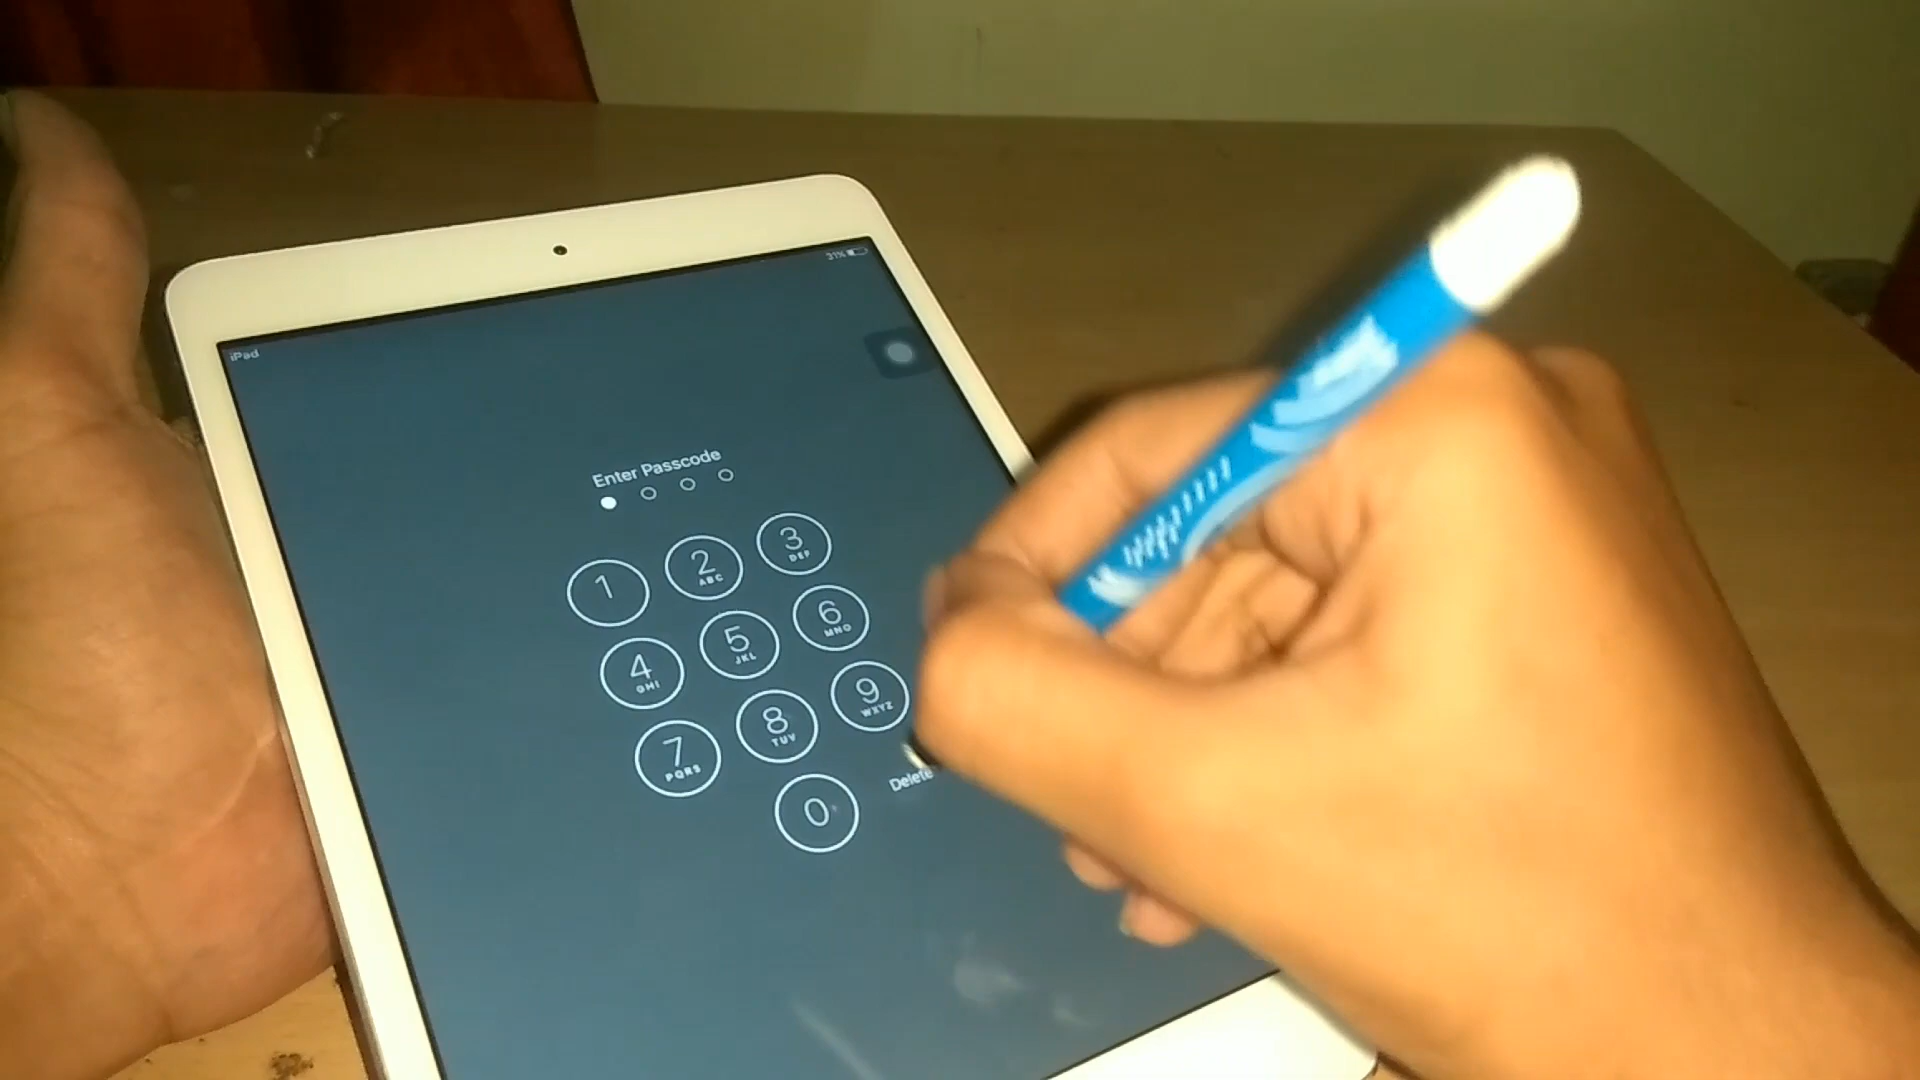 31%
iPad
Enter Passcode
1
2
ABC
3
DEF
4
GHI
5
JKL
6
MNO
7
PQRS
8
TUV
9
WXYZ
0
Delete